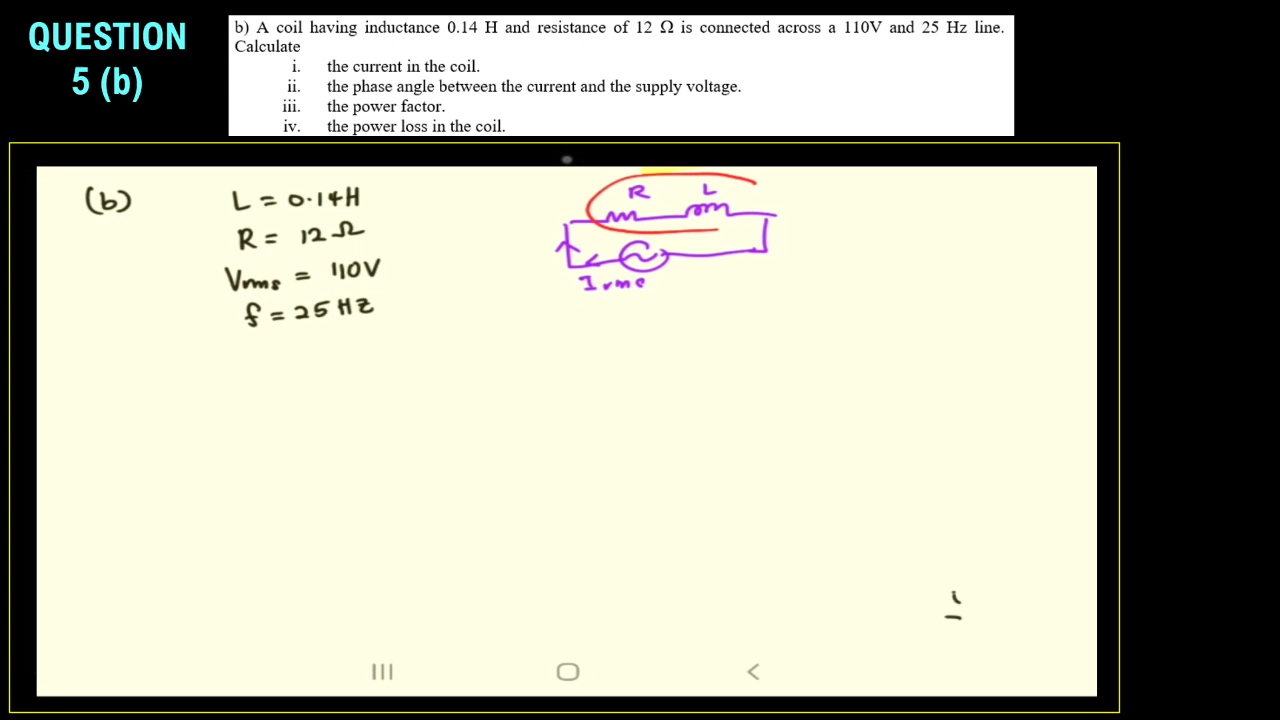 QUESTION
5 (b)
b) A coil having inductance 0.14 H and resistance of 12 Ω is connected across a 110V and 25 Hz line.
Calculate
i. the current in the coil.
ii. the phase angle between the current and the supply voltage.
iii. the power factor.
iv. the power loss in the coil.
(b)
L = 0.14H
R = 12 Ω
Vrms = 110V
f = 25 HZ
R L
Irms
i